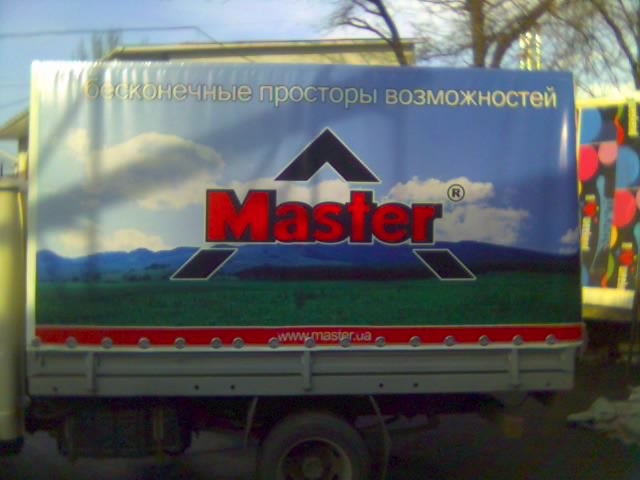 бесконечные просторы возможностей
Master®
www.master.ua